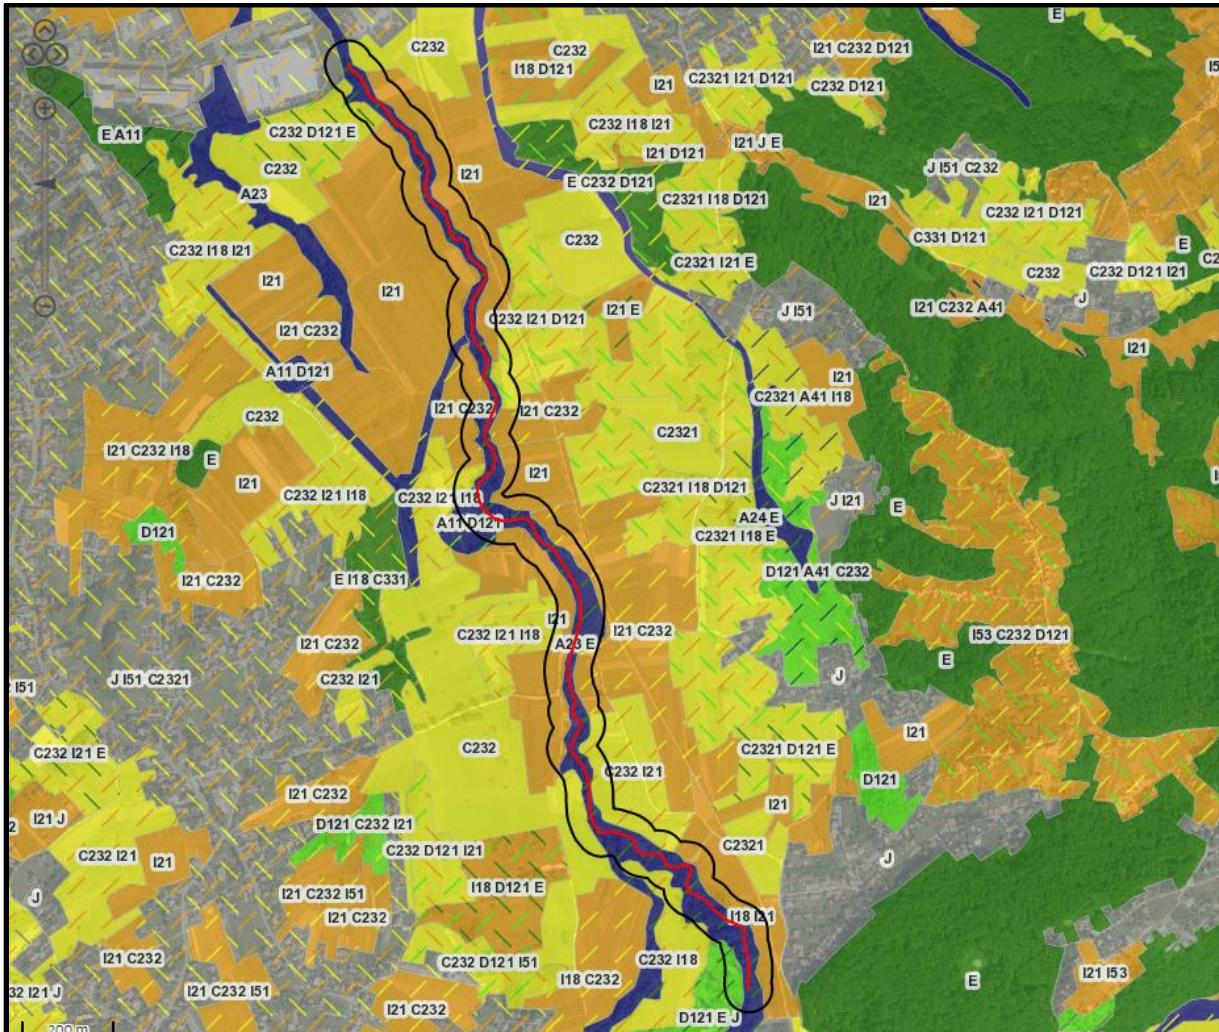 E
C232
I21 C232 D121
C232
I18 D121
I5
I21
C2321 I21 D121
C232 D121
E A11
C232 D121 E
C232 I18 I21
I21 J E
I21 D121
C232
I21
J I51 C232
E C232 D121
A23
C2321 I18 D121
I21
C232 I21 D121
C232
C331 D121
E
C232 I18 I21
C2321 I21 E
C2
C232
C232 D121 I21
I21
I21
J
I21 E
I21 C232 A41
C232 I21 D121
J I51
I21 C232
I21
A11 D121
I21
C2321 A41 I18
C232
I21 C232
I21 C232
C2321
I21 C232 I18
E
I21
I21
C2321 I18 D121
C232 I21 I18
C232 I21 I18
J I21
E
A24 E
A11 D121
D121
C2321 I18 E
D121 A41 C232
I21 C232
E I18 C331
I21
C232 I21 I18
I21 C232
I53 C232 D121
I21 C232
A23 E
E
J
J I51 C2321
C232 I21
I51
I21
C232
C2321 D121 E
C232 I21 E
C232 I21
D121
I21 C232
I21
2
I21 J
D121 C232 I21
C2321
C232 D121 I21
C232 I21
I21
J
I18 D121 E
J
I21 C232 I51
I18 I21
I21 C232
I21 C232
C232 D121 I51
C232 I18
I21 I53
I18 C232
E
32 I21 J
I21 C232 I51
D121 E J
200 m